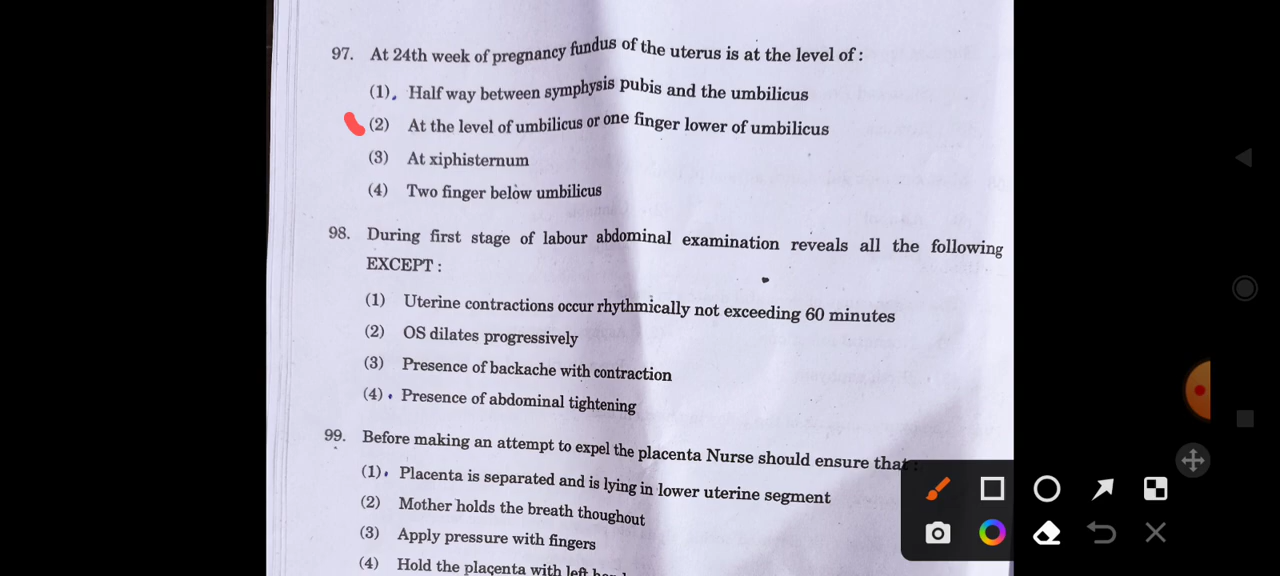 97. At 24th week of pregnancy fundus of the uterus is at the level of :
(1). Half way between symphysis pubis and the umbilicus
(2) At the level of umbilicus or one finger lower of umbilicus
(3) At xiphisternum
(4) Two finger below umbilicus
98. During first stage of labour abdominal examination reveals all the following
EXCEPT :
(1) Uterine contractions occur rhythmically not exceeding 60 minutes
(2) OS dilates progressively
(3) Presence of backache with contraction
(4) Presence of abdominal tightening
99. Before making an attempt to expel the placenta Nurse should ensure that :
(1) Placenta is separated and is lying in lower uterine segment
(2) Mother holds the breath thoughout
(3) Apply pressure with fingers
(4) Hold the placenta with left